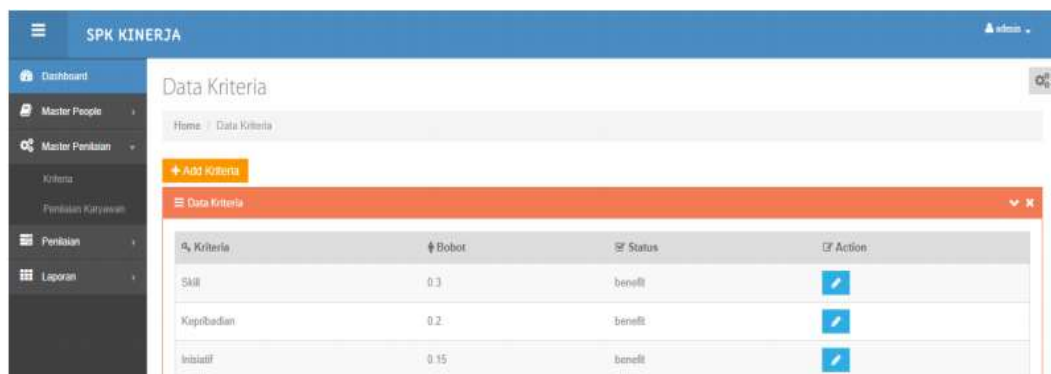 SPK KINERJA
admin
Dashboard
Master People
Master Penilaian
Kriteria
Penilaian Karyawan
Penilaian
Laporan
Data Kriteria
Home / Data Kriteria
+ Add Kriteria
Data Kriteria
Kriteria Bobot Status Action
Skill 0.3 benefit
Kepribadian 0.2 benefit
Inisiatif 0.15 benefit